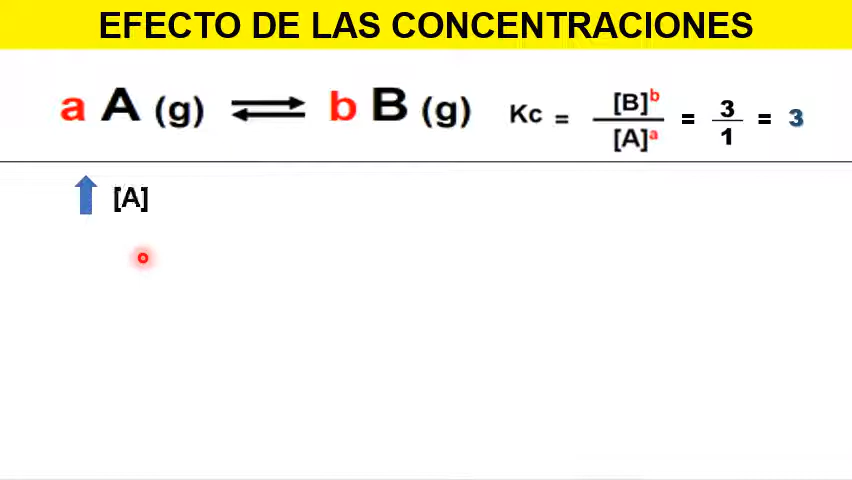 EFECTO DE LAS CONCENTRACIONES
a A (g) ⇌ b B (g) Kc = [B]^b / [A]^a = 3 / 1 = 3
↑ [A]